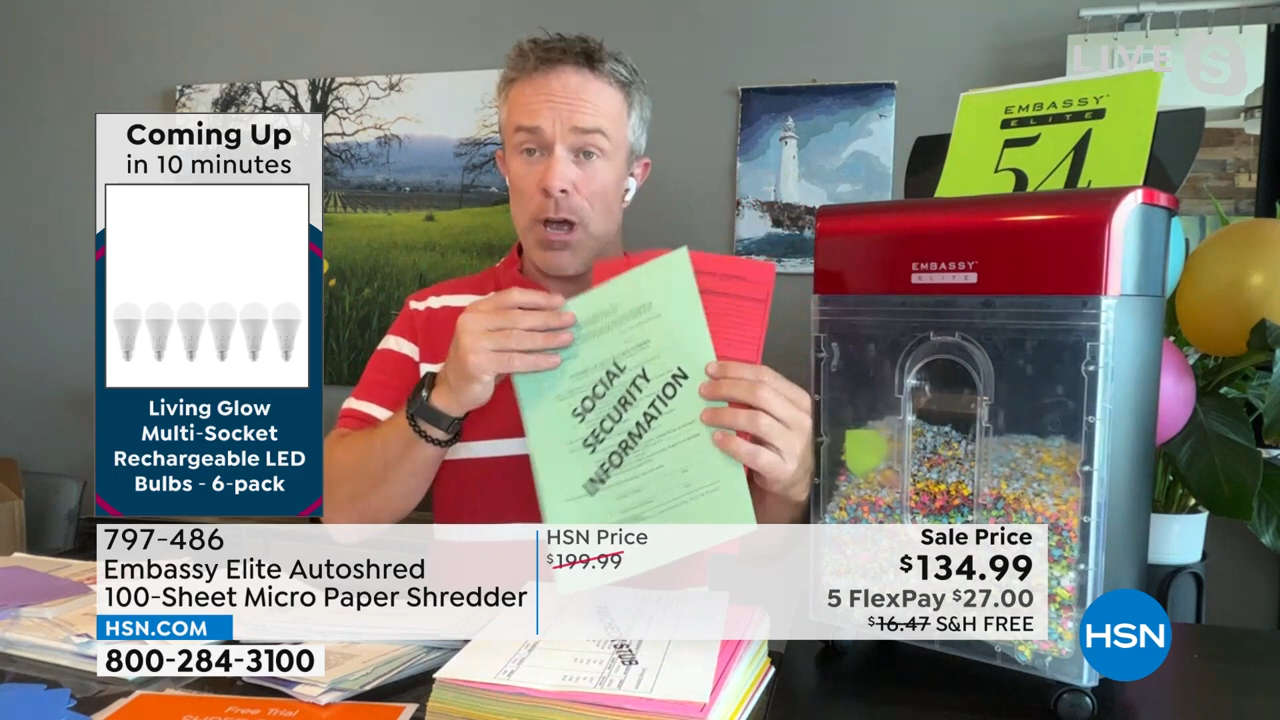 LIVE S
Coming Up
in 10 minutes
EMBASSY
ELITE
54
EMBASSY
ELITE
SOCIAL
SECURITY
INFORMATION
Living Glow
Multi-Socket
Rechargeable LED
Bulbs - 6-pack
797-486
Embassy Elite Autoshred
100-Sheet Micro Paper Shredder
HSN.COM
800-284-3100
HSN Price
$199.99
Sale Price
$134.99
5 FlexPay $27.00
$16.47 S&H FREE
HSN
STUB
Free Trial